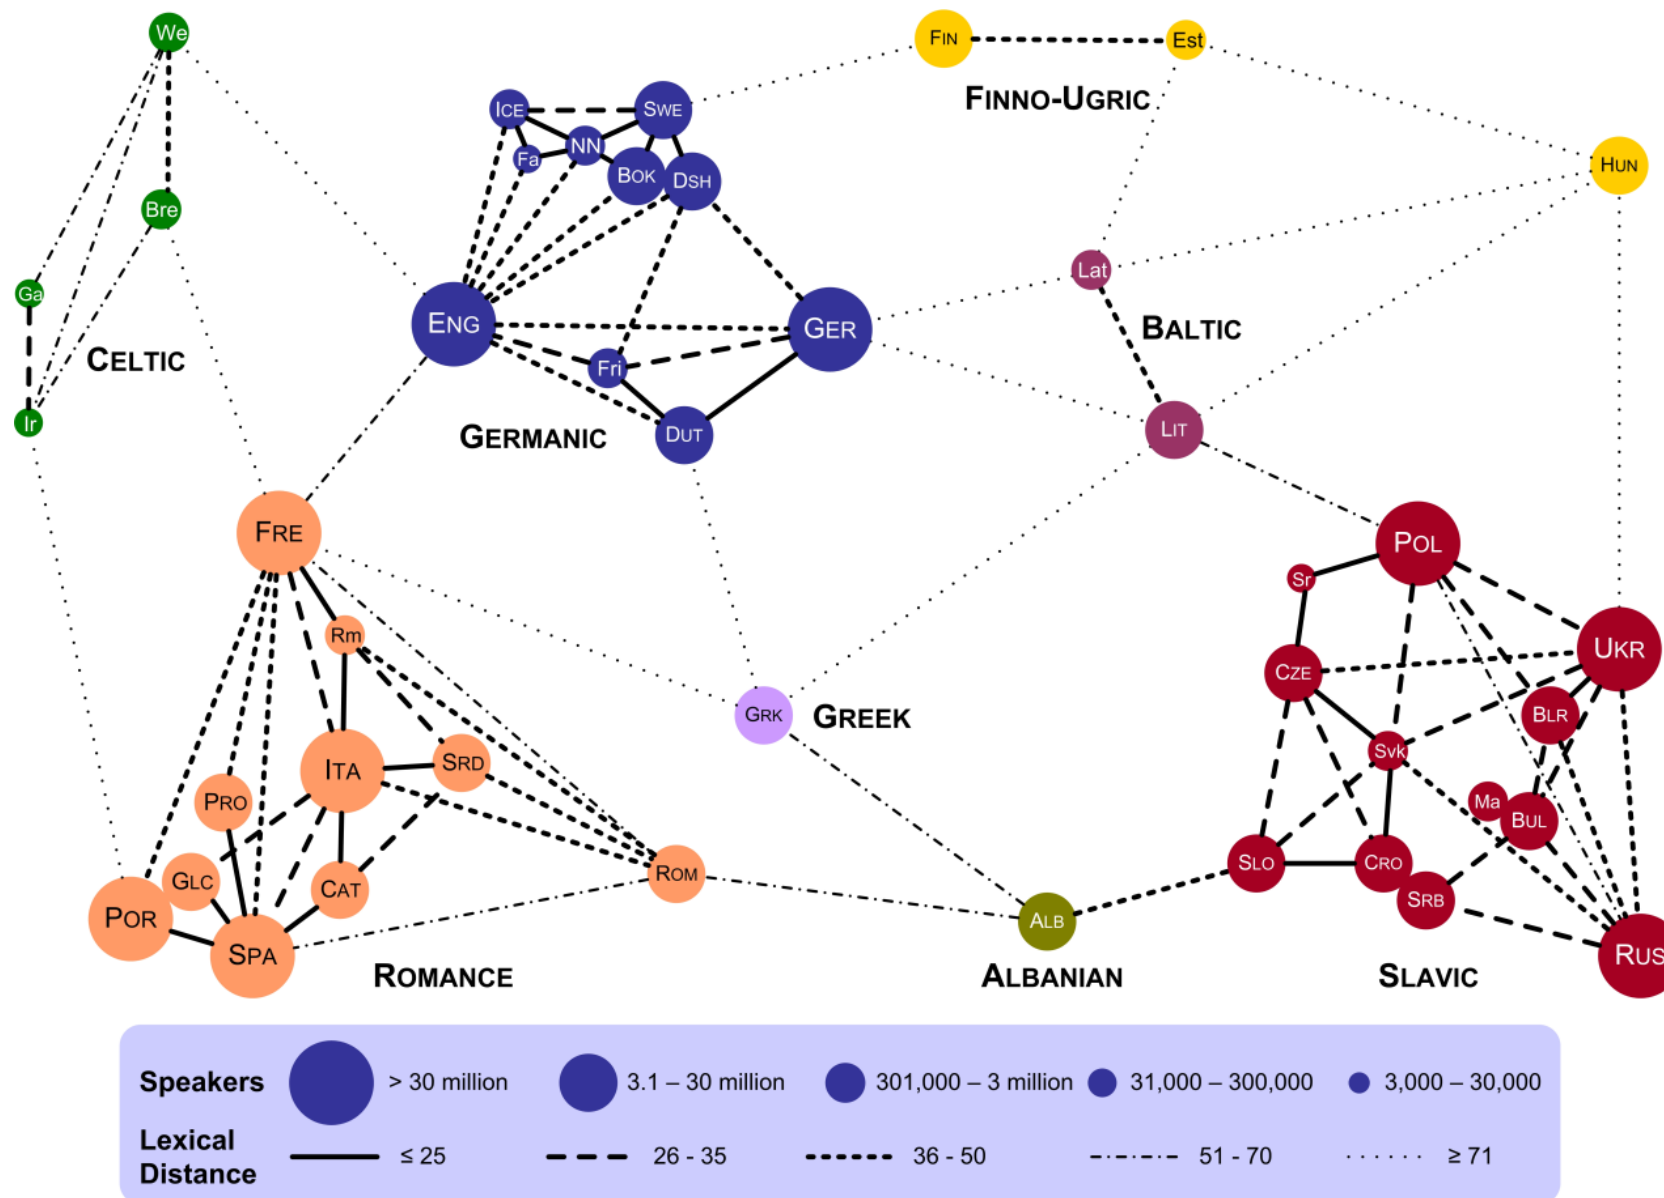 We
FIN
Est
FINNO-UGRIC
ICE
SWE
NN
Fa
BOK
DSH
HUN
Bre
Lat
Ga
ENG
GER
BALTIC
CELTIC
Fri
Ir
GERMANIC
DUT
LIT
FRE
POL
Sr
Rm
UKR
CZE
GRK
GREEK
BLR
Svk
ITA
SRD
PRO
Ma
BUL
GLC
CAT
ROM
SLO
CRO
SRB
POR
ALB
SPA
RUS
ROMANCE
ALBANIAN
SLAVIC
Speakers > 30 million 3.1 – 30 million 301,000 – 3 million 31,000 – 300,000 3,000 – 30,000
Lexical
Distance ≤ 25 26 - 35 36 - 50 51 - 70 ≥ 71